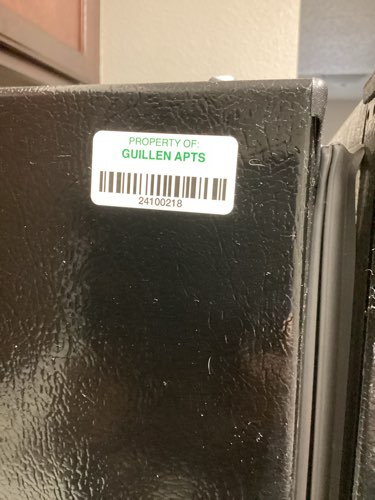 PROPERTY OF:
GUILLEN APTS
24100218